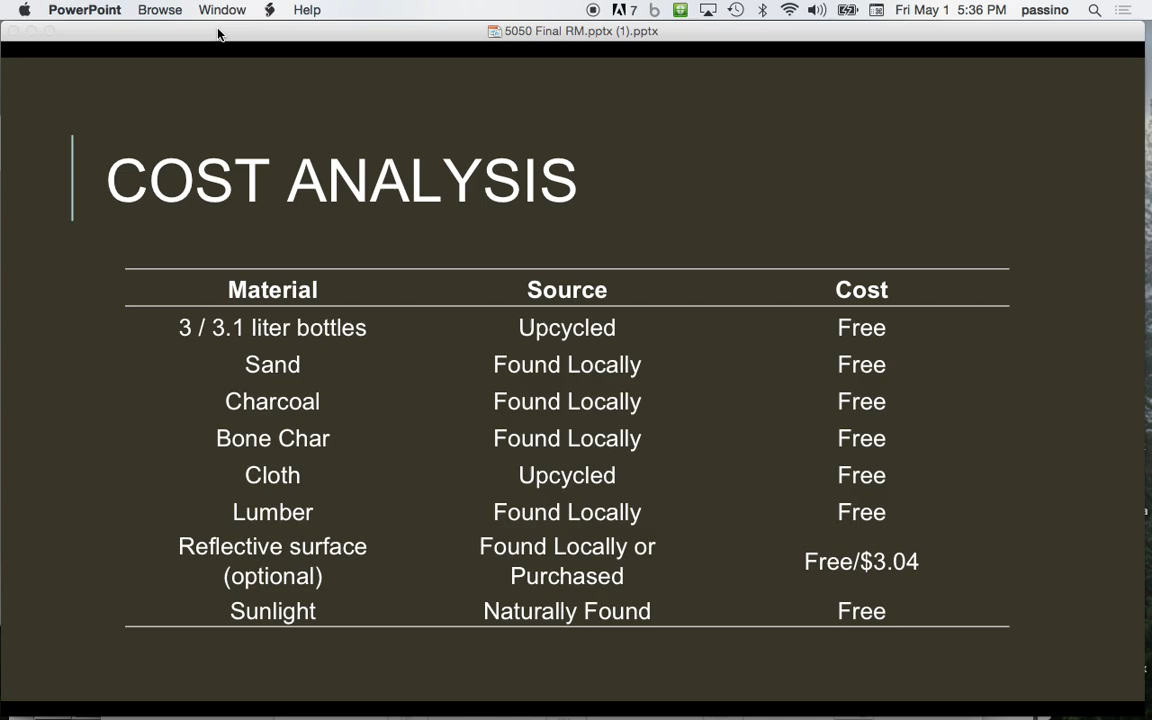 PowerPoint Browse Window Help 7 Fri May 1 5:36 PM passino
5050 Final RM.pptx (1).pptx
COST ANALYSIS
Material Source Cost
3 / 3.1 liter bottles Upcycled Free
Sand Found Locally Free
Charcoal Found Locally Free
Bone Char Found Locally Free
Cloth Upcycled Free
Lumber Found Locally Free
Reflective surface Found Locally or
(optional) Purchased Free/$3.04
Sunlight Naturally Found Free